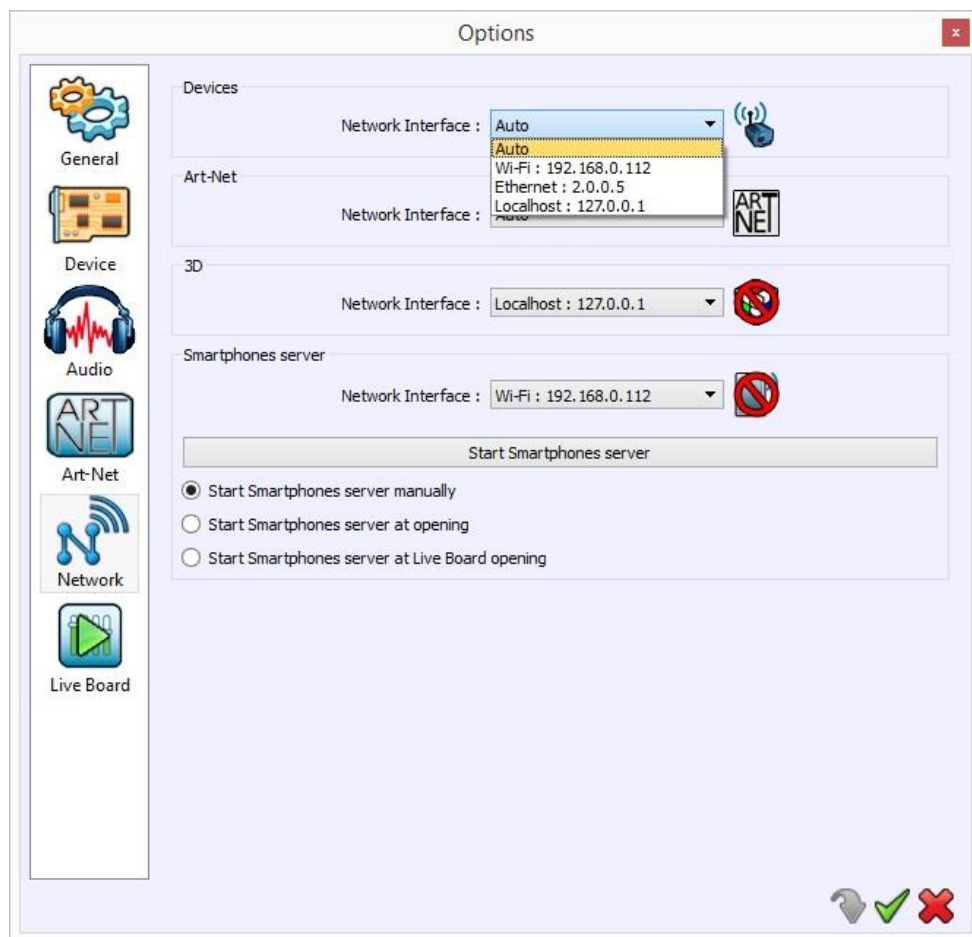 Options
x
General
Device
Audio
ART
NET
Art-Net
Network
Live Board
Devices
Network Interface : Auto
Auto
Wi-Fi : 192.168.0.112
Ethernet : 2.0.0.5
Localhost : 127.0.0.1
Art-Net
Network Interface : Auto
ART
NET
3D
Network Interface : Localhost : 127.0.0.1
Smartphones server
Network Interface : Wi-Fi : 192.168.0.112
Start Smartphones server
Start Smartphones server manually
Start Smartphones server at opening
Start Smartphones server at Live Board opening